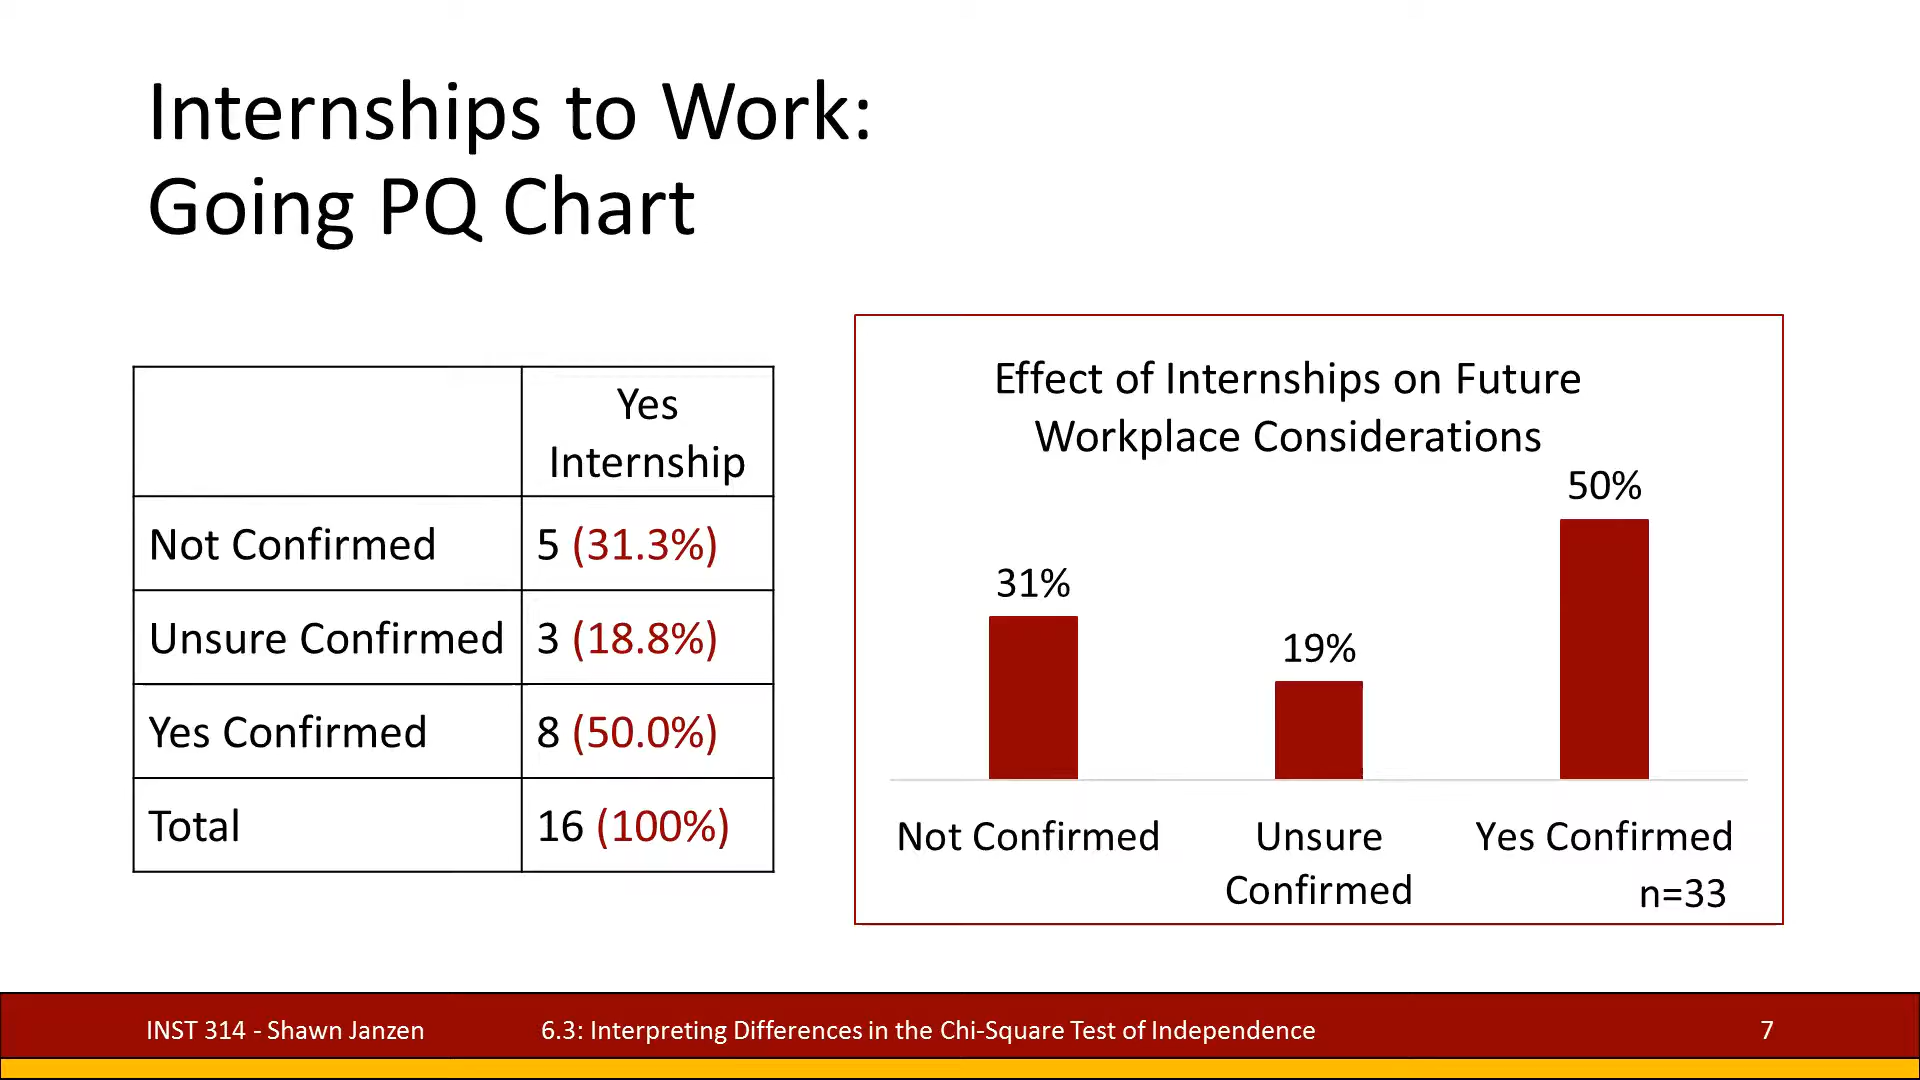 Internships to Work:
Going PQ Chart
Yes
Internship
Not Confirmed 5 (31.3%)
Unsure Confirmed 3 (18.8%)
Yes Confirmed 8 (50.0%)
Total 16 (100%)
Effect of Internships on Future
Workplace Considerations
50%
31%
19%
Not Confirmed Unsure Yes Confirmed
Confirmed n=33
INST 314 - Shawn Janzen 6.3: Interpreting Differences in the Chi-Square Test of Independence 7